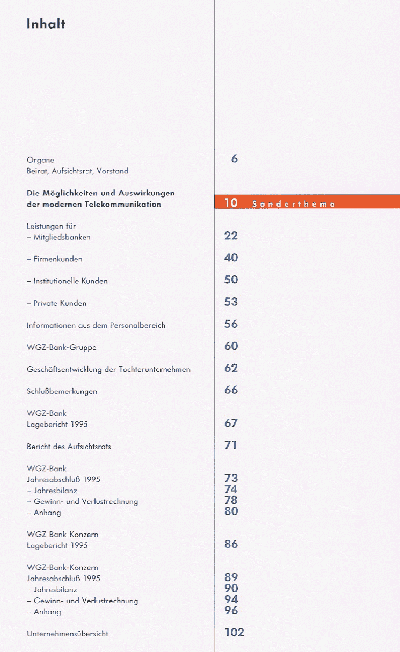 Inhalt
Organe 6
Beirat, Aufsichtsrat, Vorstand
Die Möglichkeiten und Auswirkungen
der modernen Telekommunikation 10 Sonderthema
Leistungen für
– Mitgliedsbanken 22
– Firmenkunden 40
– Institutionelle Kunden 50
– Private Kunden 53
Informationen aus dem Personalbereich 56
WGZ-Bank-Gruppe 60
Geschäftsentwicklung der Tochterunternehmen 62
Schlußbemerkungen 66
WGZ-Bank
Lagebericht 1995 67
Bericht des Aufsichtsrats 71
WGZ-Bank
Jahresabschluß 1995 73
– Jahresbilanz 74
– Gewinn- und Verlustrechnung 78
Anhang 80
WGZ Bank Konzern
Lagebericht 1995 86
WGZ-Bank-Konzern
Jahresabschluß 1995 89
Jahresbilanz 90
– Gewinn- und Verlustrechnung 94
Anhang 96
Unternehmensübersicht 102